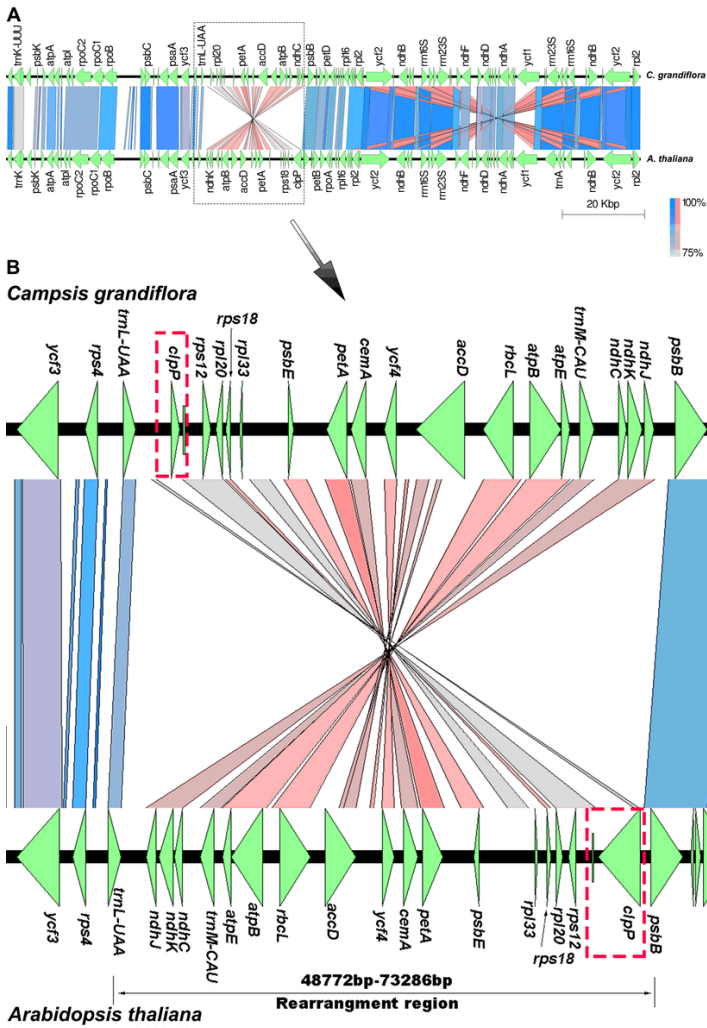 A
trnK-UUU psbK atpA atpI rpoC2 rpoC1 rpoB psbC psaA ycf3 trnL-UAA rpl20 petA accD atpB ndhC psbB petD rpl16 rpl2 ycf2 ndhB rrn16S rrn23S ndhF ndhD ndhA ycf1 rrn23S rrn16S ndhB ycf2 rpl2
C. grandiflora
A. thaliana
trnK psbK atpA atpI rpoC2 rpoC1 rpoB psbC psaA ycf3 ndhK atpB accD petA rps18 clpP petB rpoA rpl16 rpl2 ycf2 ndhB rrn16S rrn23S ndhF ndhD ndhA ycf1 trnA ndhB ycf2 rpl2
20 Kbp
100%
75%
B
Campsis grandiflora
ycf3 rps4 trnL-UAA clpP rps12 rpl20 rps18 rpl33 psbE petA cemA ycf4 accD rbcL atpB atpE trnM-CAU ndhC ndhK ndhJ psbB
ycf3 rps4 trnL-UAA ndhJ ndhK ndhC trnM-CAU atpE atpB rbcL accD ycf4 cemA petA psbE rpl33 rps18 rpl20 rps12 clpP psbB
48772bp-73286bp
Rearrangment region
Arabidopsis thaliana